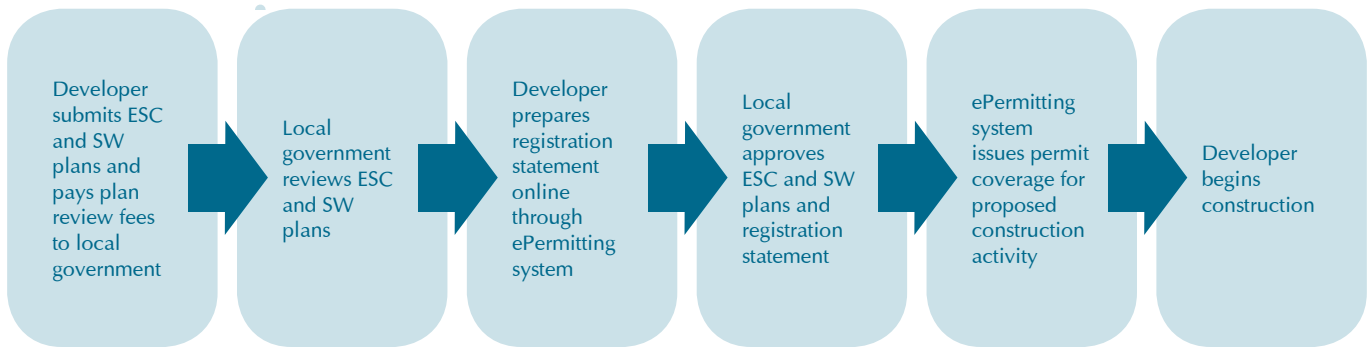 Developer
submits ESC
and SW
plans and
pays plan
review fees
to local
government
Local
government
reviews ESC
and SW
plans
Developer
prepares
registration
statement
online
through
ePermitting
system
Local
government
approves
ESC and SW
plans and
registration
statement
ePermitting
system
issues permit
coverage for
proposed
construction
activity
Developer
begins
construction